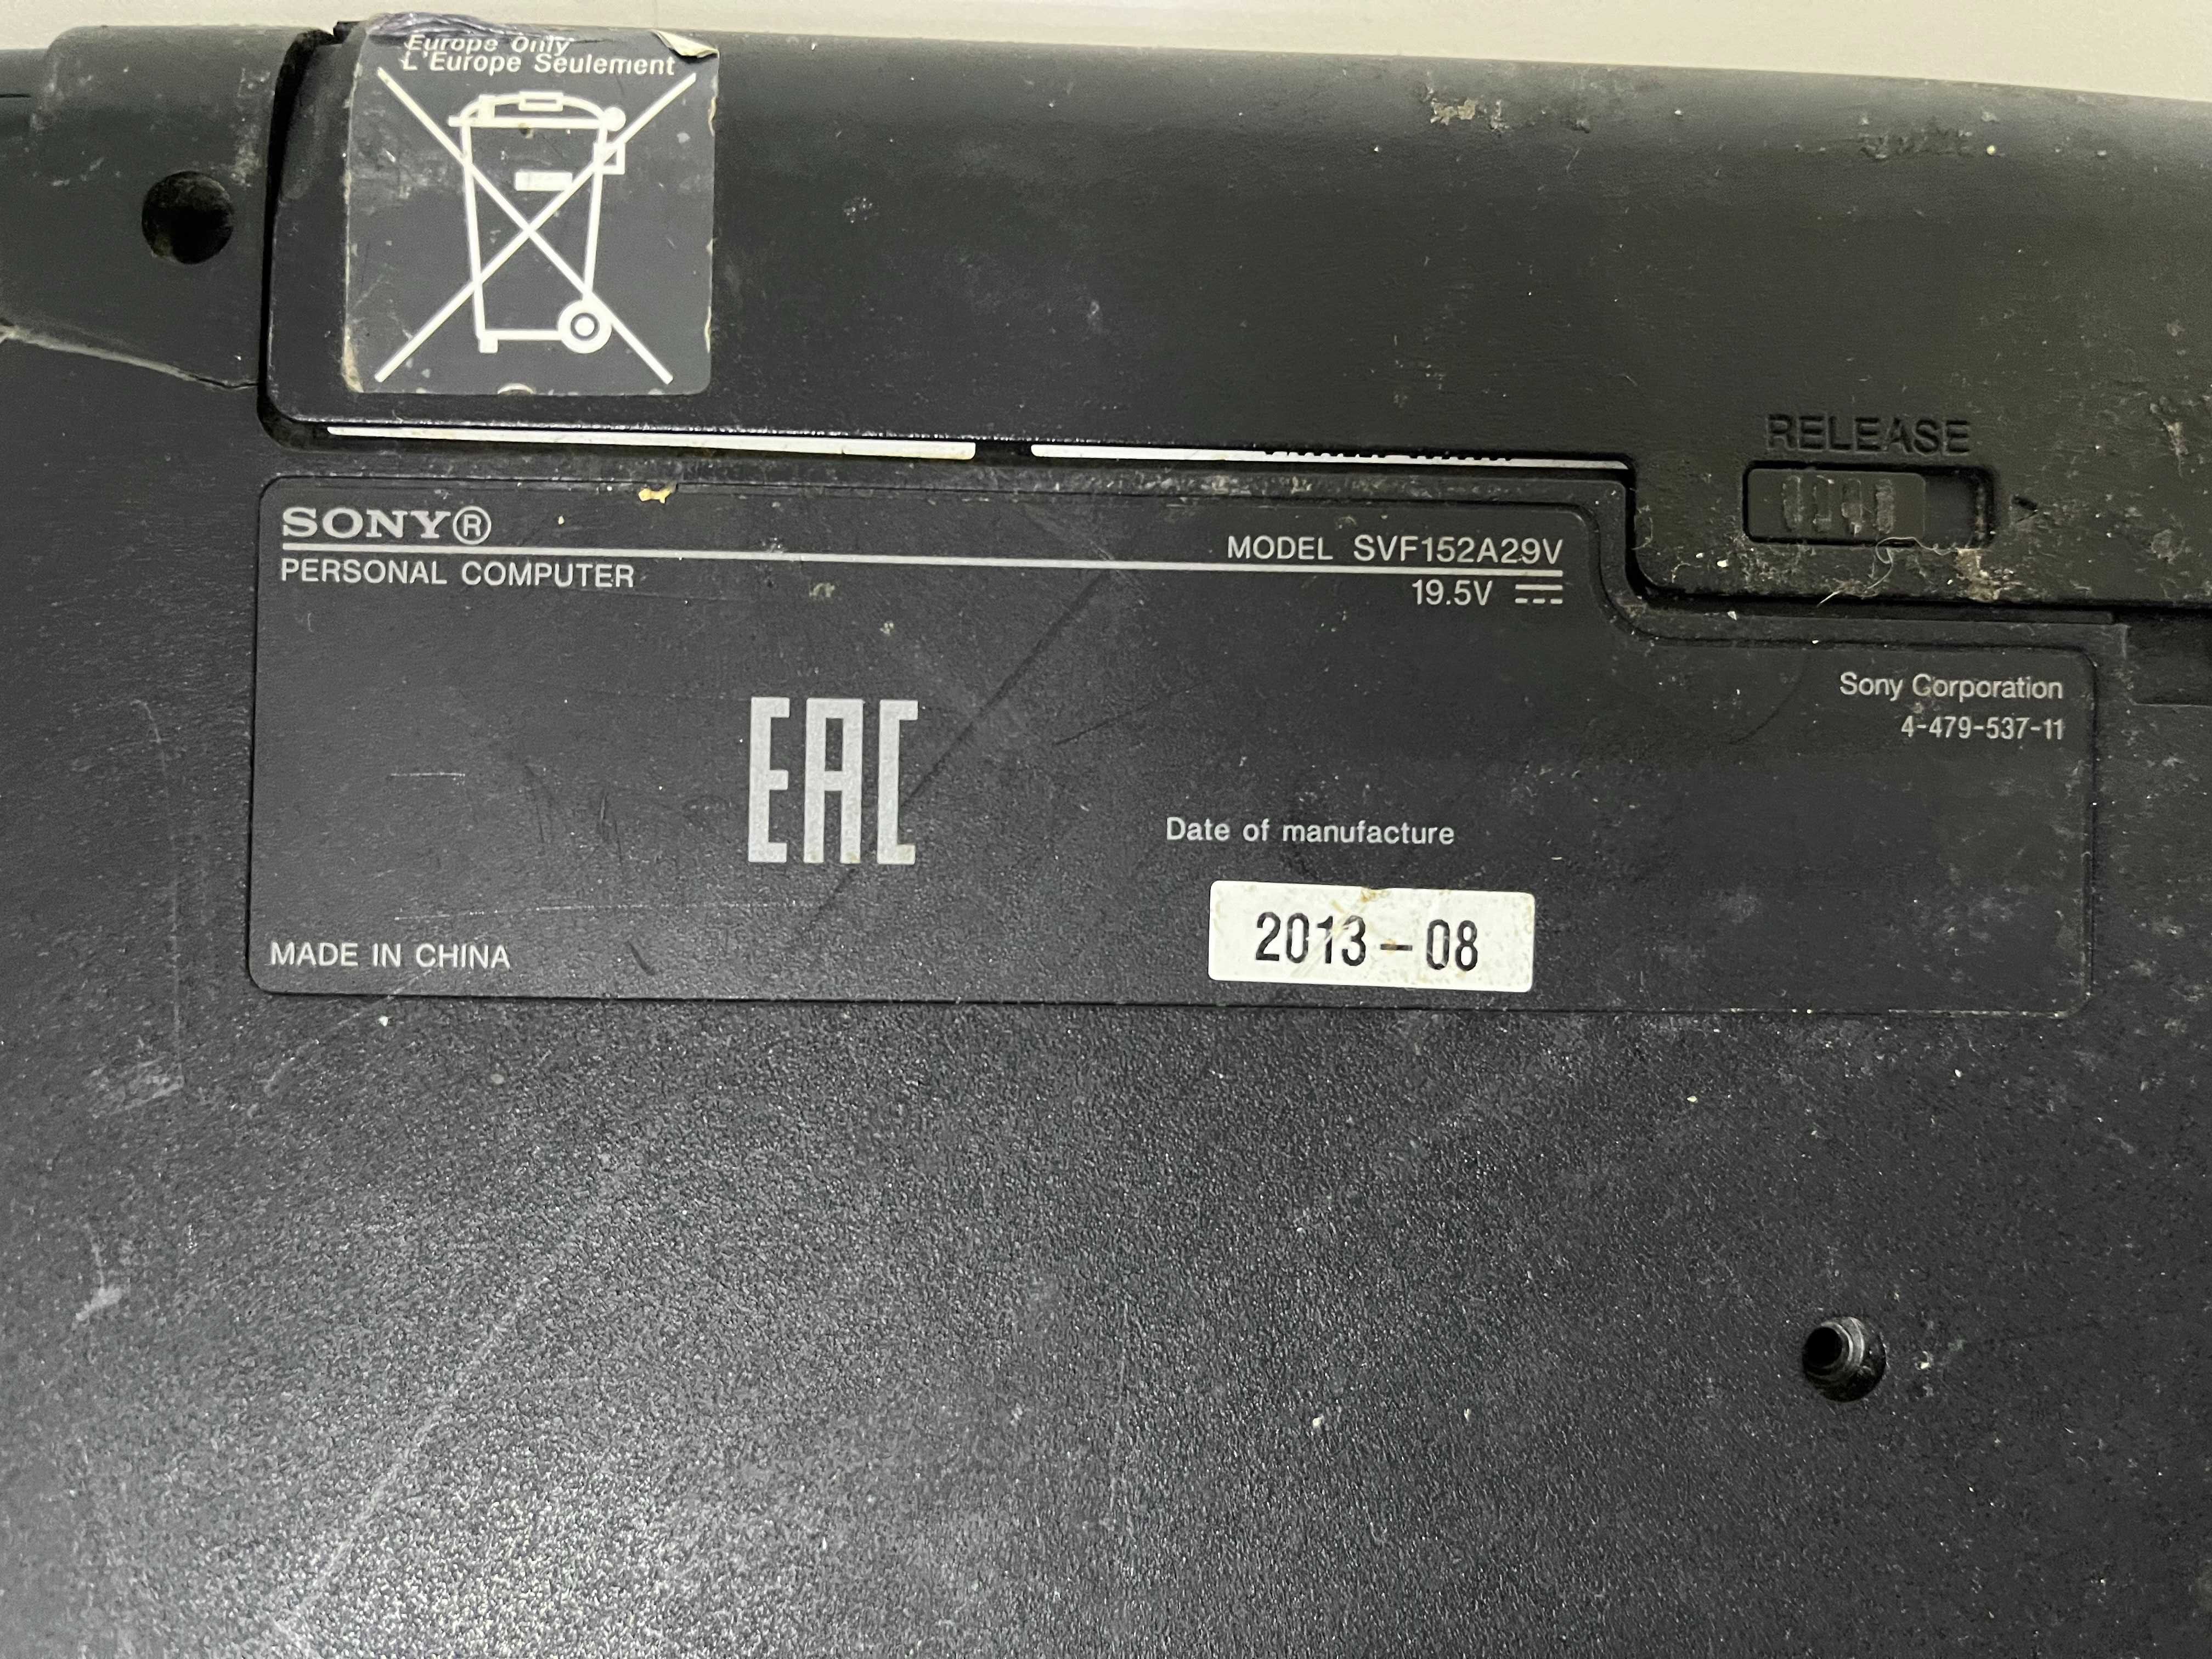 Europe Only
L'Europe Seulement
RELEASE
SONY®
MODEL SVF152A29V
PERSONAL COMPUTER
19.5V
Sony Corporation
4-479-537-11
EAC
Date of manufacture
2013-08
MADE IN CHINA